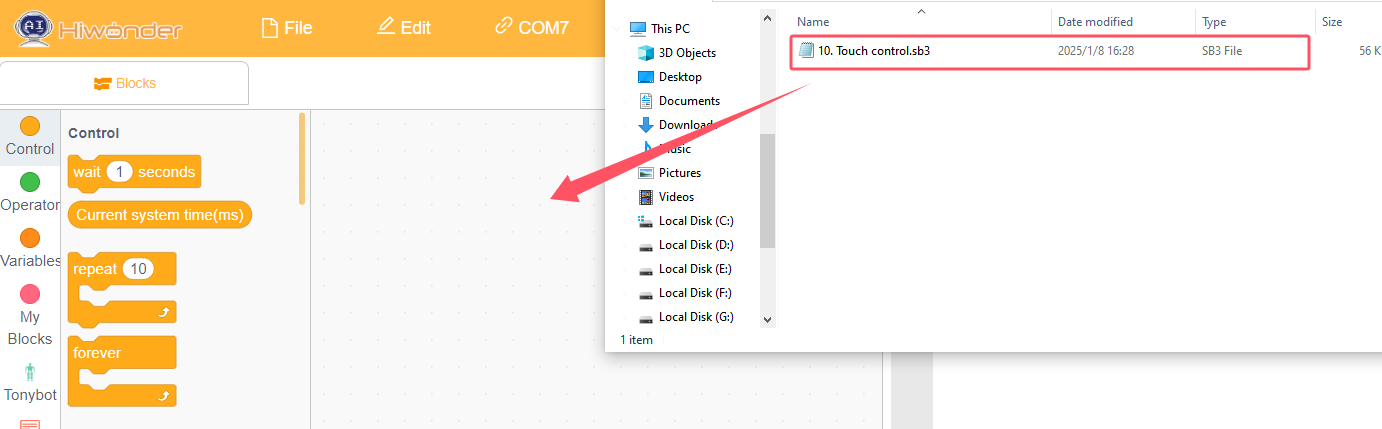 AI Hiwonder File Edit COM7
Blocks
Control
Operator
Variables
My
Blocks
Tonybot
Control
wait 1 seconds
Current system time(ms)
repeat 10
forever
This PC
3D Objects
Desktop
Documents
Downloads
Music
Pictures
Videos
Local Disk (C:)
Local Disk (D:)
Local Disk (E:)
Local Disk (F:)
Local Disk (G:)
1 item
Name Date modified Type Size
10. Touch control.sb3 2025/1/8 16:28 SB3 File 56 K